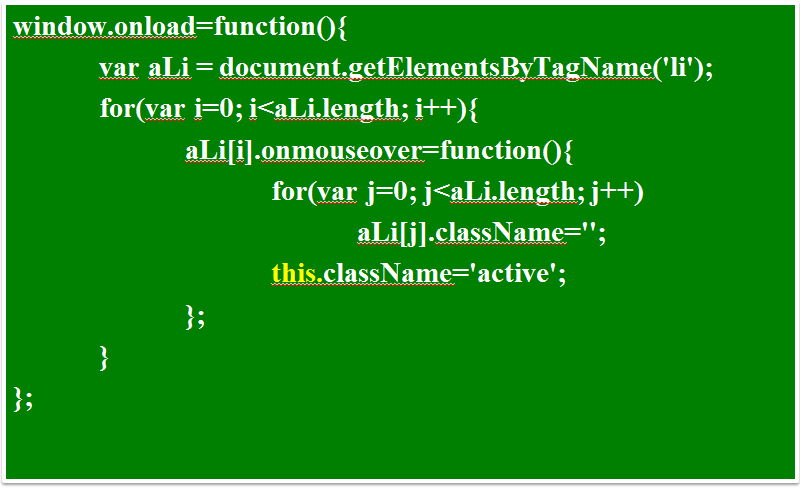 window.onload=function(){
var aLi = document.getElementsByTagName('li');
for(var i=0; i<aLi.length; i++){
aLi[i].onmouseover=function(){
for(var j=0; j<aLi.length; j++)
aLi[j].className='';
this.className='active';
};
}
};